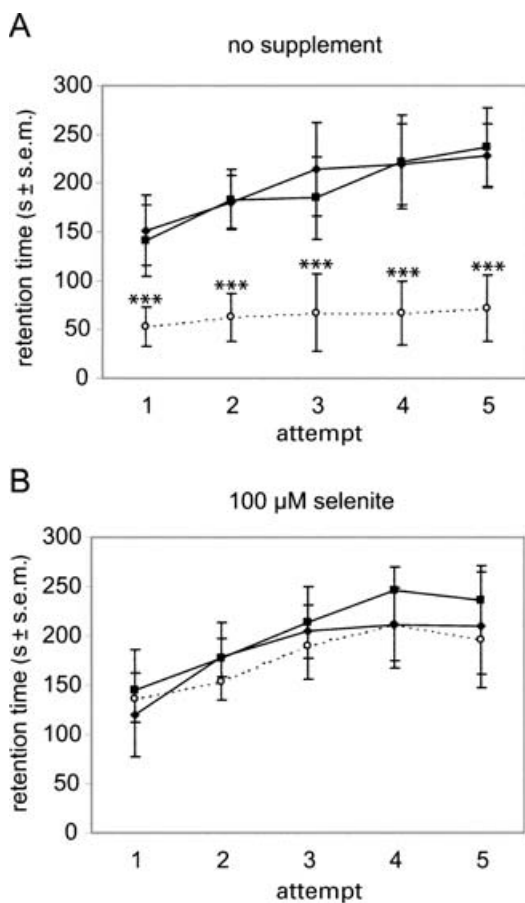 A
no supplement
300
250
200
150
100
50
0
retention time (s ± s.e.m.)
*** *** *** *** ***
1 2 3 4 5
attempt
B
100 µM selenite
300
250
200
150
100
50
0
retention time (s ± s.e.m.)
1 2 3 4 5
attempt